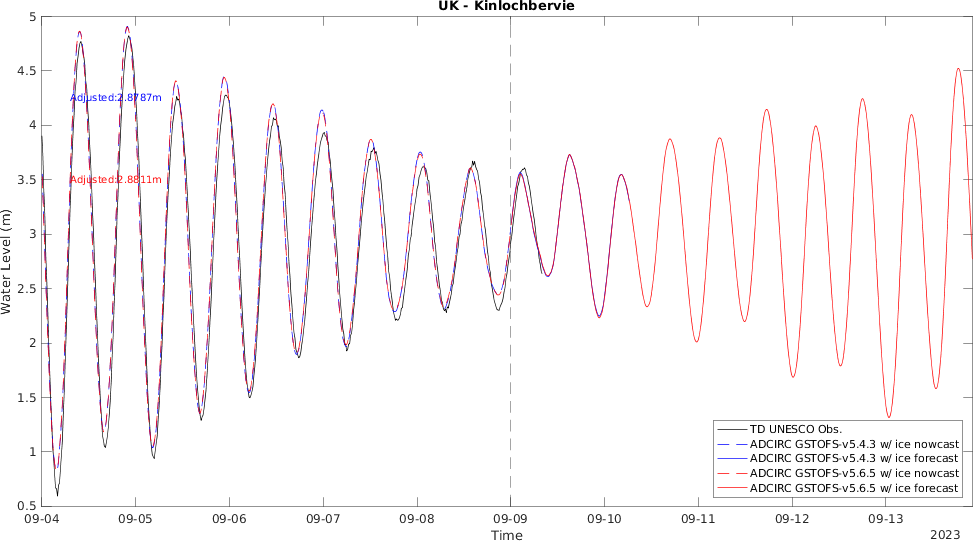 UK - Kinlochbervie
5
4.5
4
3.5
3
2.5
2
1.5
1
0.5
Water Level (m)
Adjusted:2.8787m
Adjusted:2.8811m
TD UNESCO Obs.
ADCIRC GSTOFS-v5.4.3 w/ ice nowcast
ADCIRC GSTOFS-v5.4.3 w/ ice forecast
ADCIRC GSTOFS-v5.6.5 w/ ice nowcast
ADCIRC GSTOFS-v5.6.5 w/ ice forecast
09-04 09-05 09-06 09-07 09-08 09-09 09-10 09-11 09-12 09-13
Time
2023